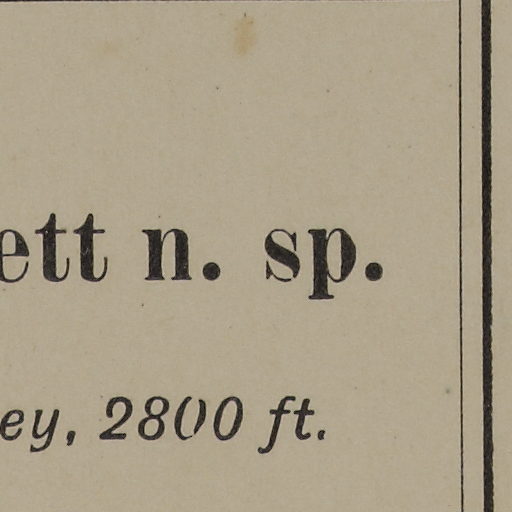 ett n. sp.
ey, 2800 ft.